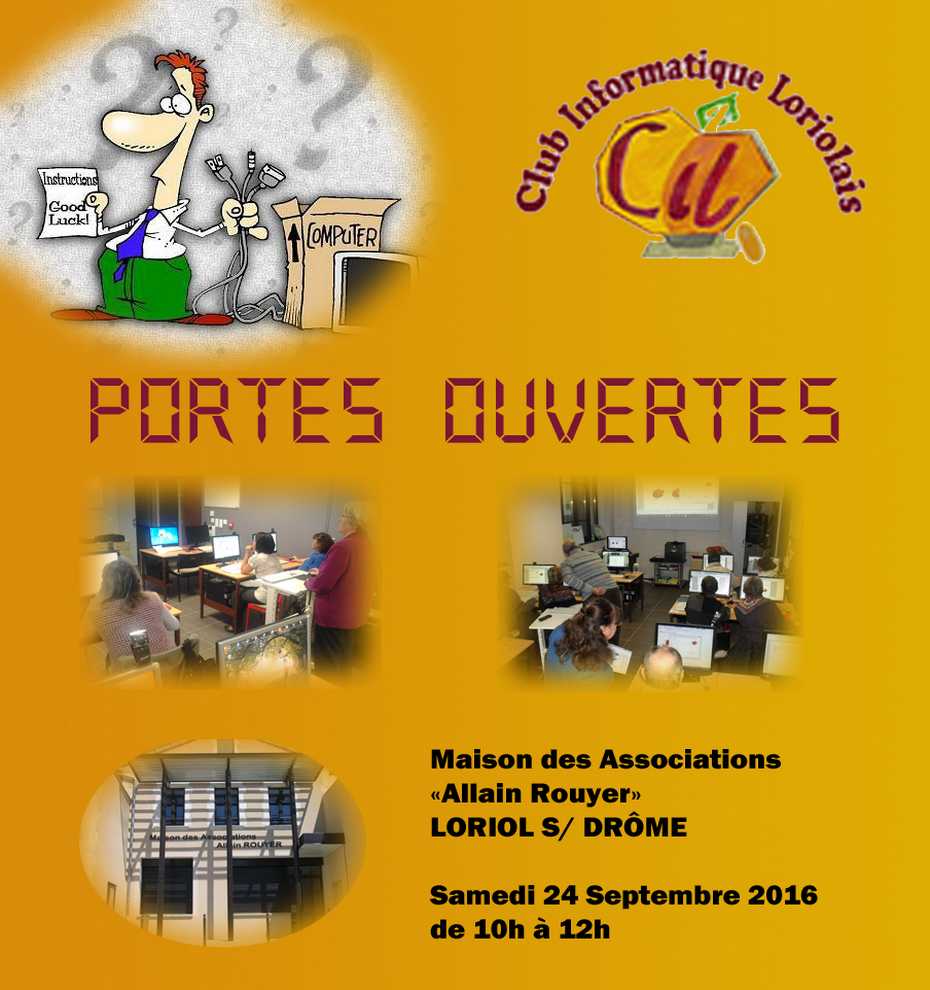 Instructions
Good
Luck!
COMPUTER
Club Informatique Loriolais
Cil
PORTES OUVERTES
Maison des Associations
Allain ROUYER
Maison des Associations
«Allain Rouyer»
LORIOL S/ DRÔME
Samedi 24 Septembre 2016
de 10h à 12h